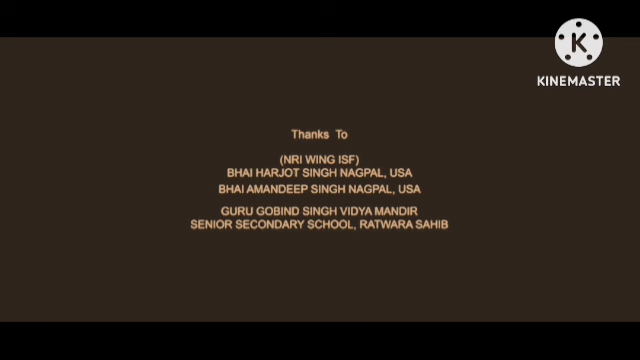 KINEMASTER
Thanks To
(NRI WING ISF)
BHAI HARJOT SINGH NAGPAL, USA
BHAI AMANDEEP SINGH NAGPAL, USA
GURU GOBIND SINGH VIDYA MANDIR
SENIOR SECONDARY SCHOOL, RATWARA SAHIB